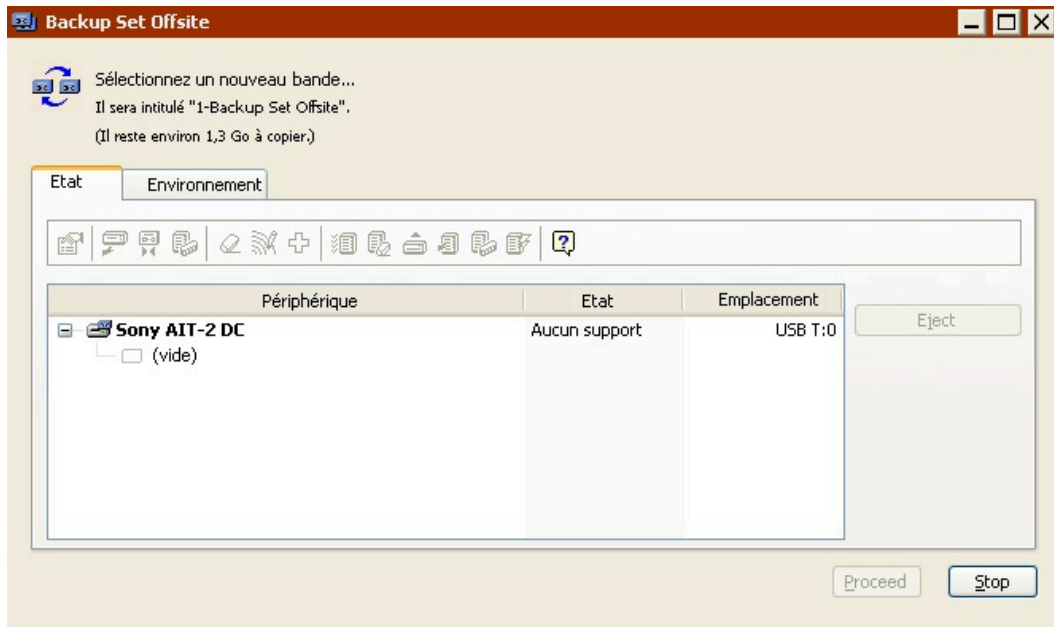 Backup Set Offsite
Sélectionnez un nouveau bande...
Il sera intitulé "1-Backup Set Offsite".
(Il reste environ 1,3 Go à copier.)
Etat Environnement
Périphérique Etat Emplacement
Sony AIT-2 DC Aucun support USB T:0
Eject
(vide)
Proceed Stop